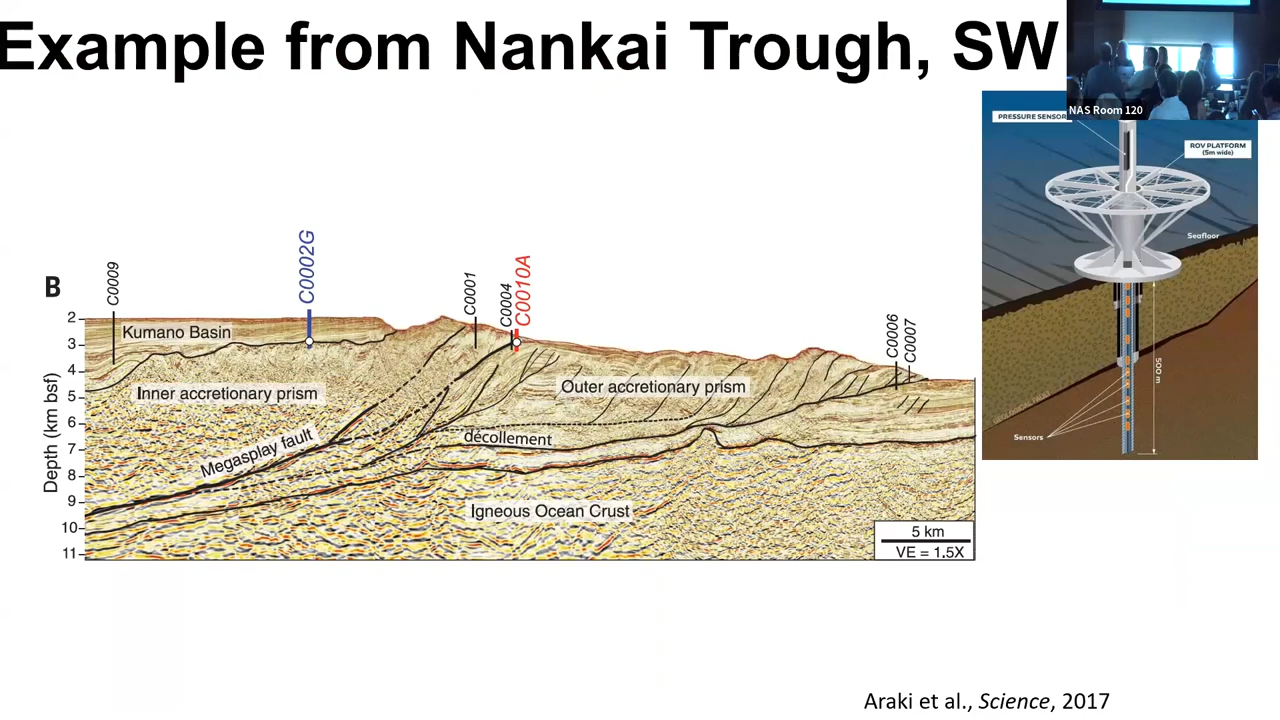 Example from Nankai Trough, SW
NAS Room 120
PRESSURE SENSOR
ROV PLATFORM
(5m wide)
Seafloor
500 m
Sensors
B
C0009
C0002G
C0001
C0004
C0010A
C0006
C0007
Depth (km bsf)
2
3
4
5
6
7
8
9
10
11
Kumano Basin
Inner accretionary prism
Outer accretionary prism
Megasplay fault
décollement
Igneous Ocean Crust
5 km
VE = 1.5X
Araki et al., Science, 2017